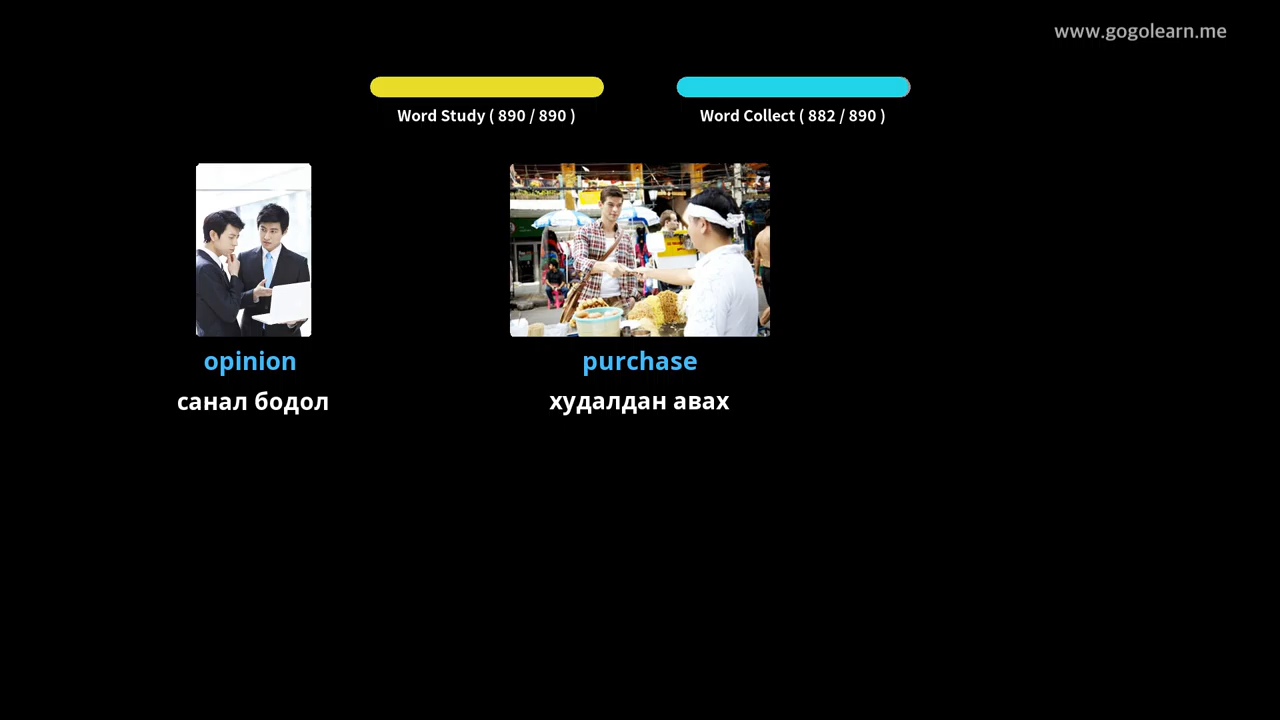 www.gogolearn.me
Word Study ( 890 / 890 )
Word Collect ( 882 / 890 )
opinion
purchase
санал бодол
худалдан авах